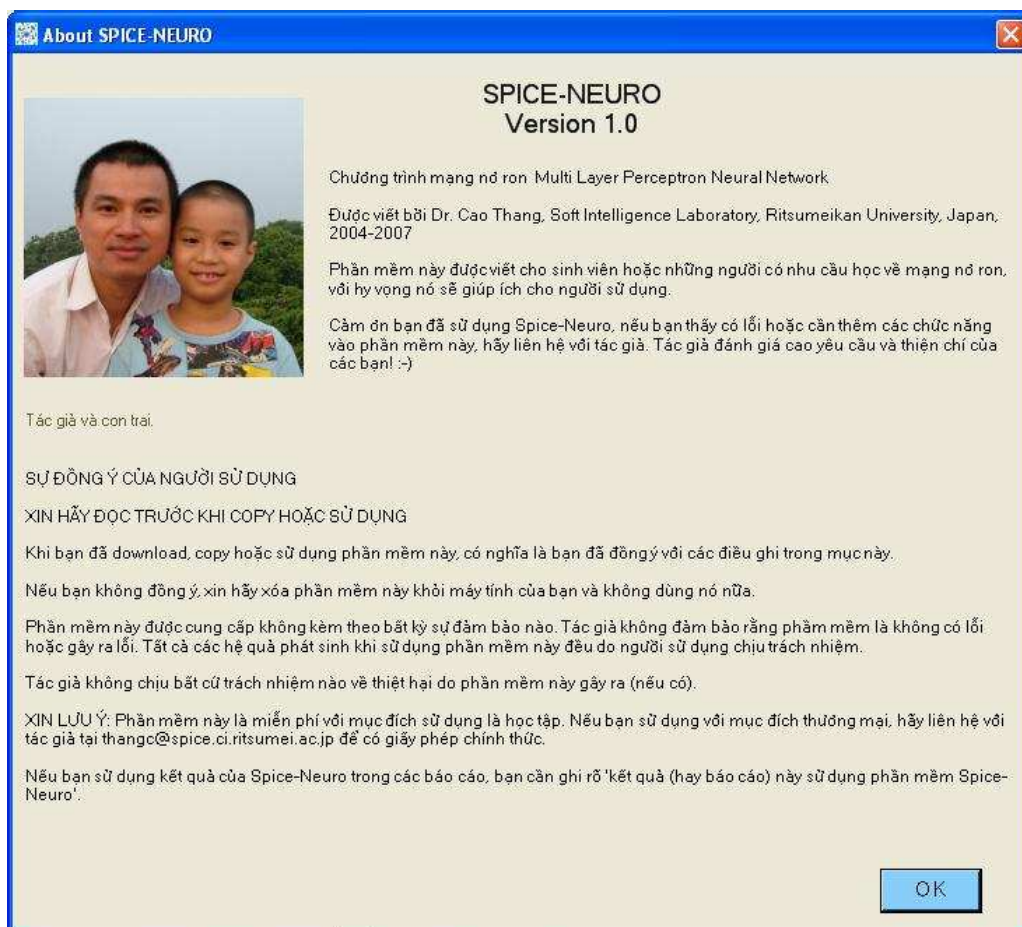 About SPICE-NEURO
SPICE-NEURO
Version 1.0
Chương trình mạng nơ ron Multi Layer Perceptron Neural Network
Được viết bởi Dr. Cao Thang, Soft Intelligence Laboratory, Ritsumeikan University, Japan,
2004-2007
Phần mềm này được viết cho sinh viên hoặc những người có nhu cầu học về mạng nơ ron,
với hy vọng nó sẽ giúp ích cho người sử dụng.
Cảm ơn bạn đã sử dụng Spice-Neuro, nếu bạn thấy có lỗi hoặc cần thêm các chức năng
vào phần mềm này, hãy liên hệ với tác giả. Tác giả đánh giá cao yêu cầu và thiện chí của
các bạn! :-)
Tác giả và con trai.
SỰ ĐỒNG Ý CỦA NGƯỜI SỬ DỤNG
XIN HÃY ĐỌC TRƯỚC KHI COPY HOẶC SỬ DỤNG
Khi bạn đã download, copy hoặc sử dụng phần mềm này, có nghĩa là bạn đã đồng ý với các điều ghi trong mục này.
Nếu bạn không đồng ý, xin hãy xóa phần mềm này khỏi máy tính của bạn và không dùng nó nữa.
Phần mềm này được cung cấp không kèm theo bất kỳ sự đảm bảo nào. Tác giả không đảm bảo rằng phầm mềm là không có lỗi
hoặc gây ra lỗi. Tất cả các hệ quả phát sinh khi sử dụng phần mềm này đều do người sử dụng chịu trách nhiệm.
Tác giả không chịu bất cứ trách nhiệm nào về thiệt hại do phần mềm này gây ra (nếu có).
XIN LƯU Ý: Phần mềm này là miễn phí với mục đích sử dụng là học tập. Nếu bạn sử dụng với mục đích thương mại, hãy liên hệ với
tác giả tại thangc@spice.ci.ritsumei.ac.jp để có giấy phép chính thức.
Nếu bạn sử dụng kết quả của Spice-Neuro trong các báo cáo, bạn cần ghi rõ 'kết quả (hay báo cáo) này sử dụng phần mềm Spice-
Neuro'.
OK